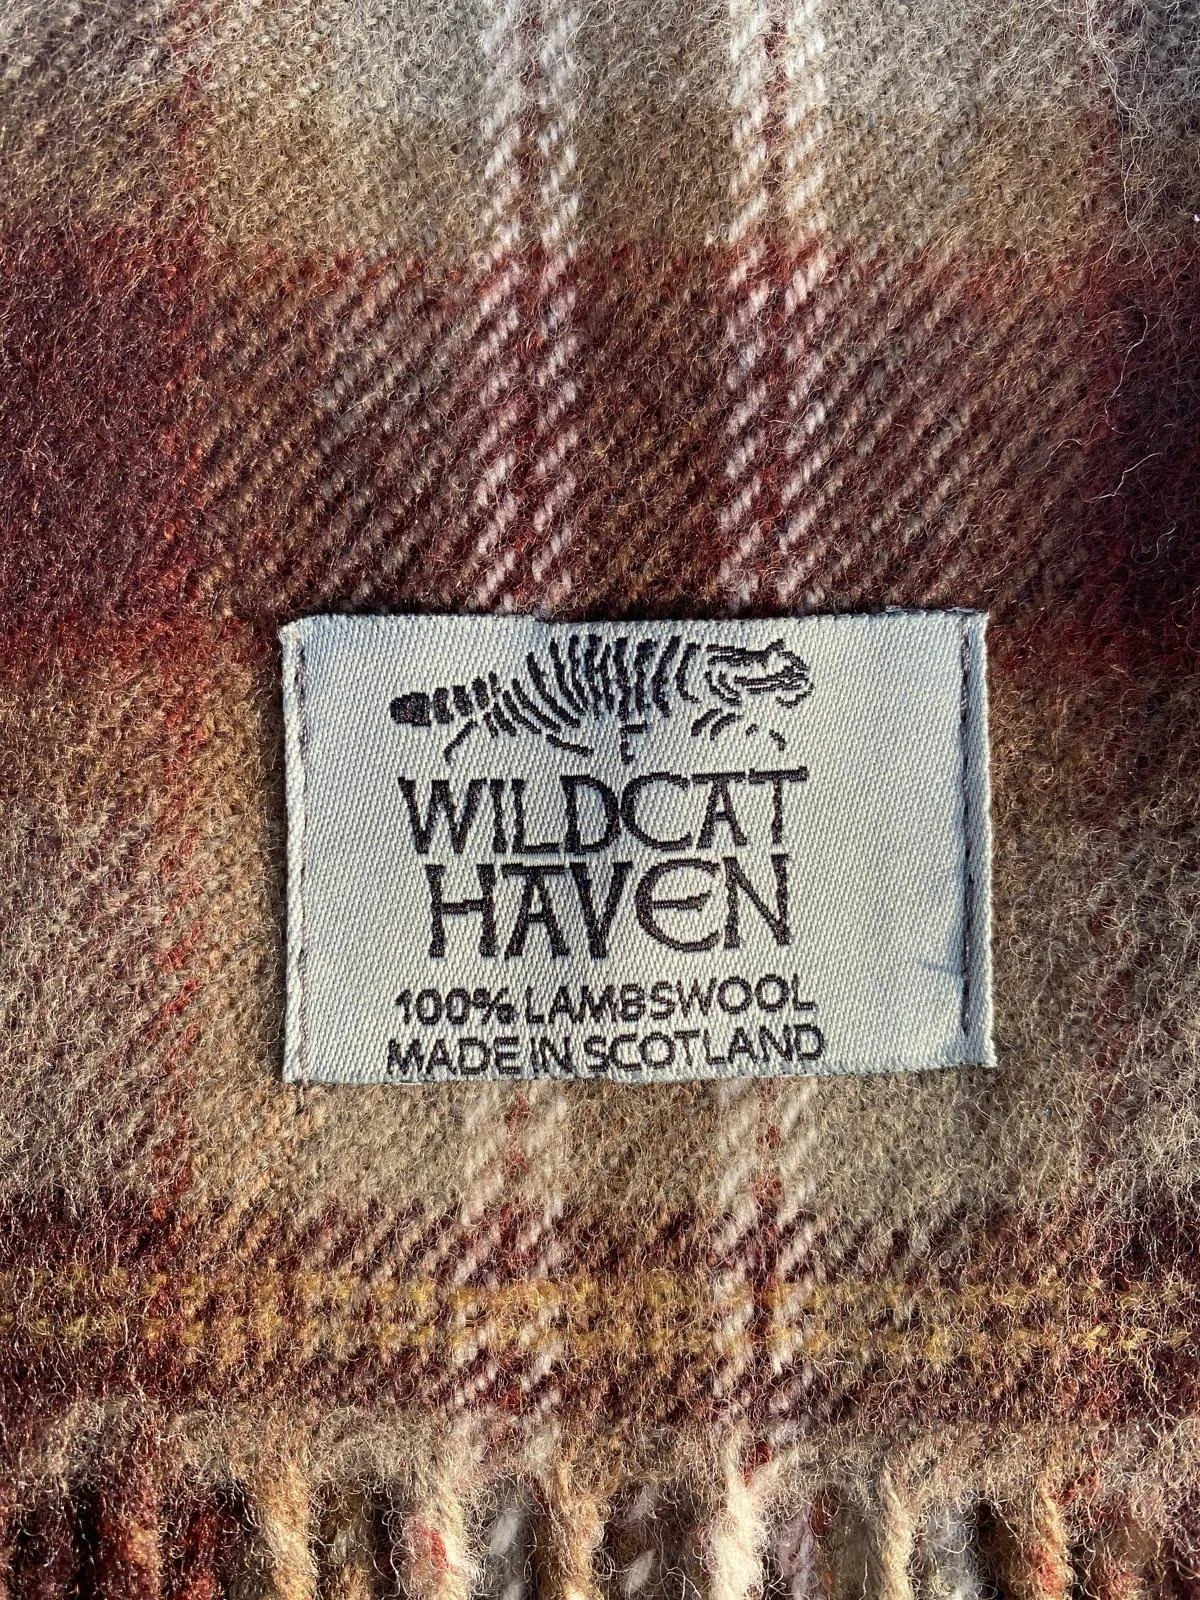 WILDCAT
HAVEN
100% LAMBSWOOL
MADE IN SCOTLAND